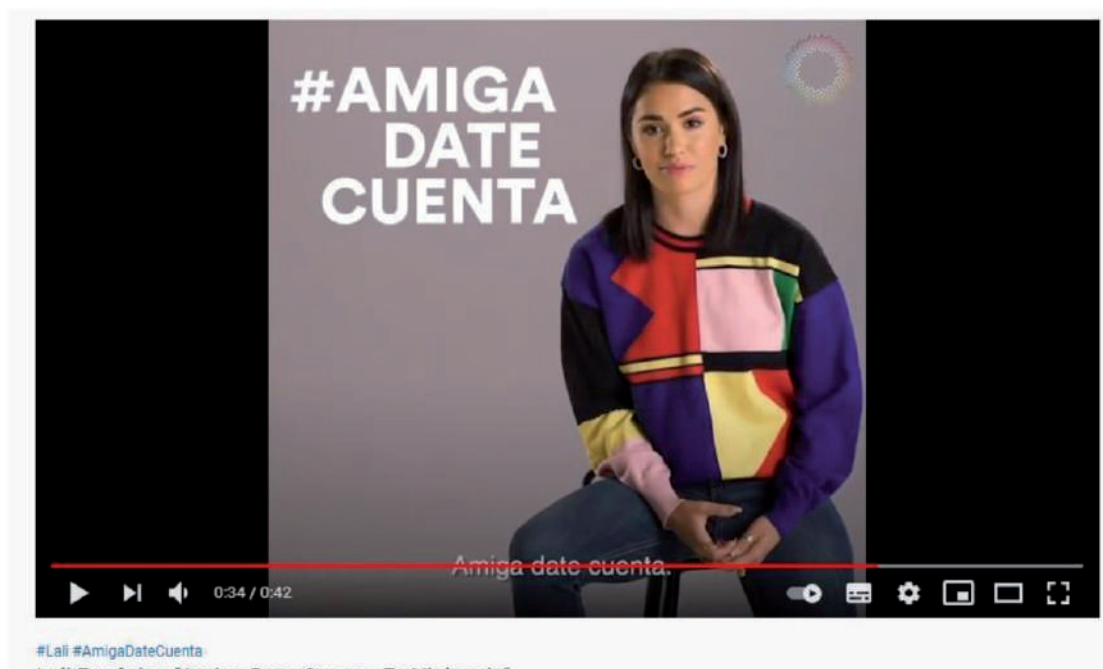 #AMIGA
DATE
CUENTA
Amiga date cuenta.
0:34 / 0:42
#Lali #AmigaDateCuenta